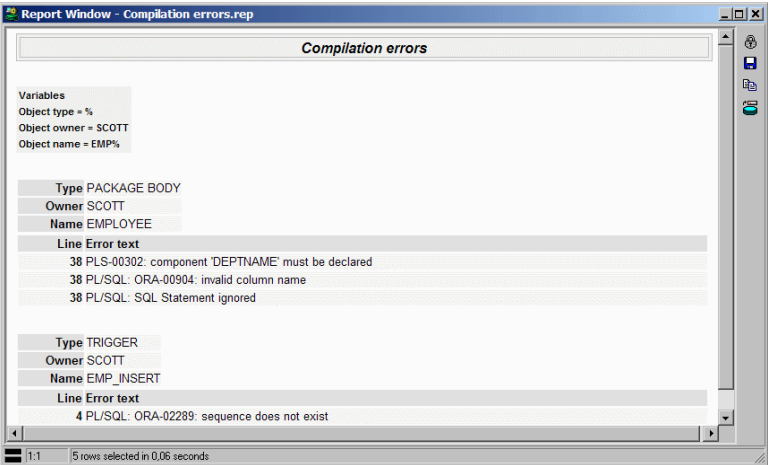 Report Window - Compilation errors.rep
Compilation errors
Variables
Object type = %
Object owner = SCOTT
Object name = EMP%
Type PACKAGE BODY
Owner SCOTT
Name EMPLOYEE
Line Error text
38 PLS-00302: component 'DEPTNAME' must be declared
38 PL/SQL: ORA-00904: invalid column name
38 PL/SQL: SQL Statement ignored
Type TRIGGER
Owner SCOTT
Name EMP_INSERT
Line Error text
4 PL/SQL: ORA-02289: sequence does not exist
1:1 5 rows selected in 0,06 seconds